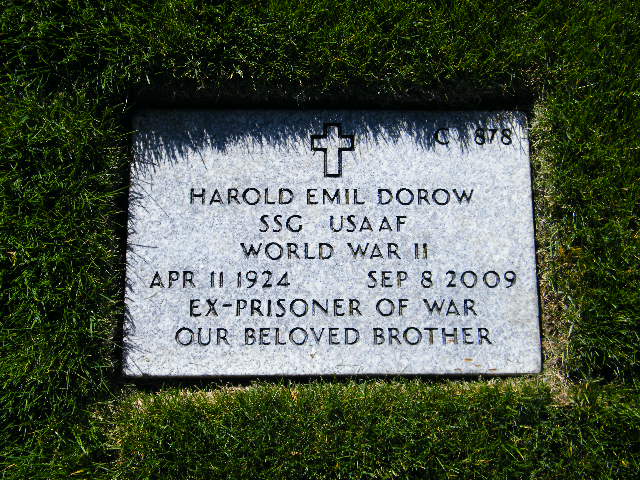 C 878
HAROLD EMIL DOROW
SSG USAAF
WORLD WAR II
APR 11 1924 SEP 8 2009
EX-PRISONER OF WAR
OUR BELOVED BROTHER